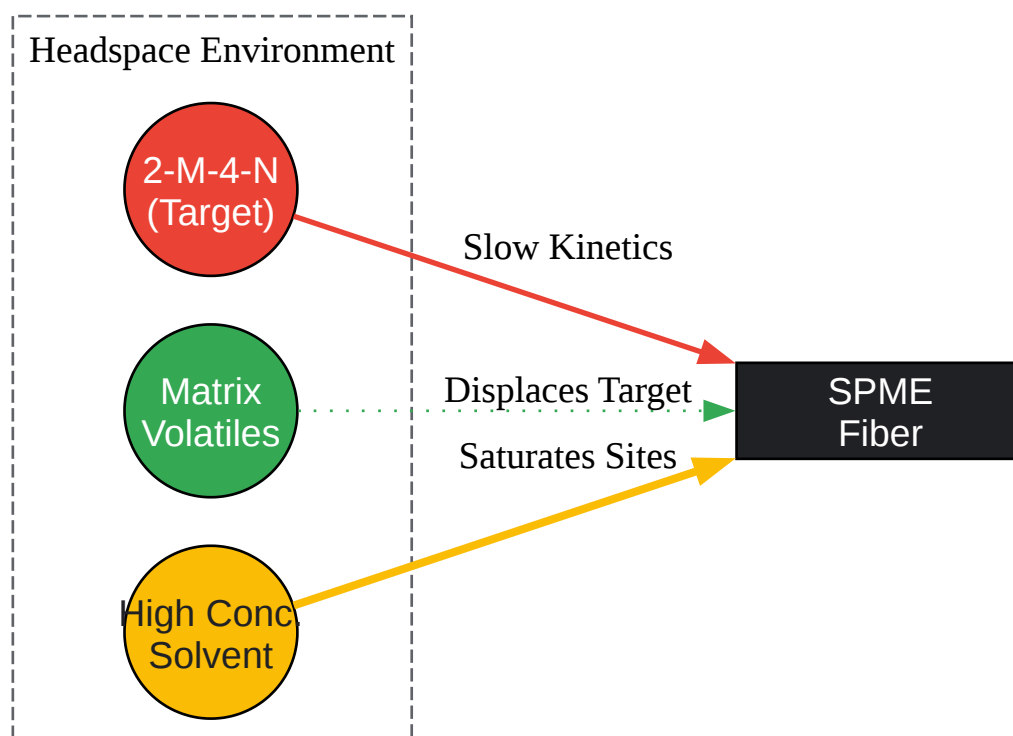 Headspace Environment
2-M-4-N
(Target)
Slow Kinetics
Matrix
Volatiles
Displaces Target
SPME
Fiber
Saturates Sites
High Conc.
Solvent